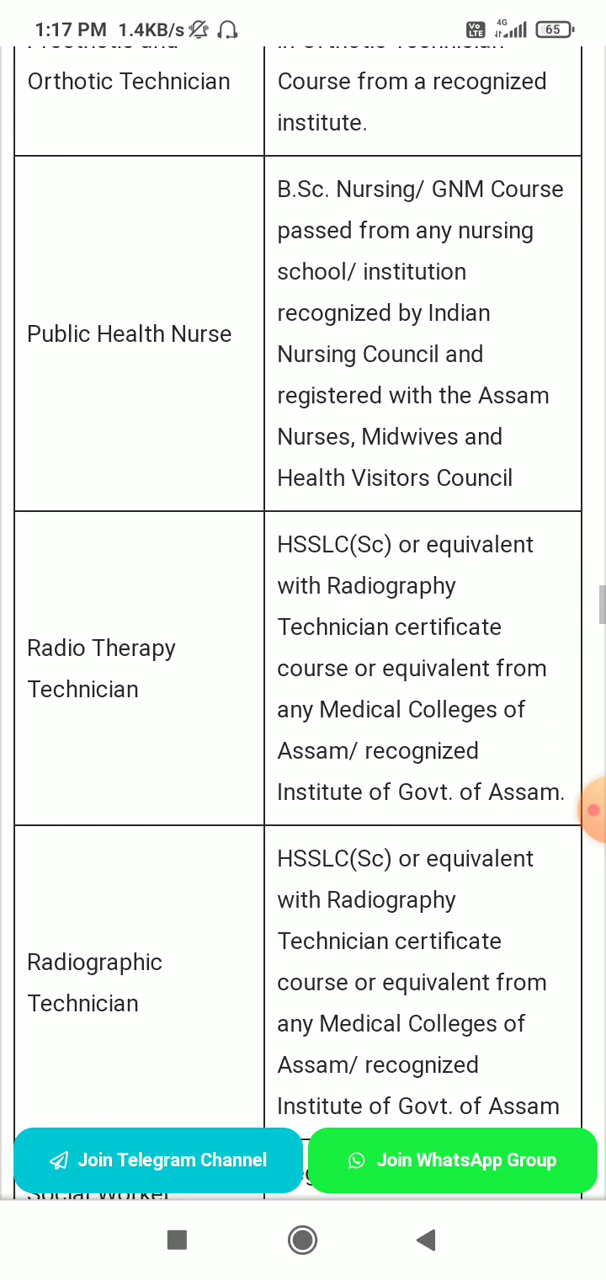 1:17 PM 1.4KB/s
Vo LTE 4G 65
Orthotic Technician
Course from a recognized
institute.
Public Health Nurse
B.Sc. Nursing/ GNM Course
passed from any nursing
school/ institution
recognized by Indian
Nursing Council and
registered with the Assam
Nurses, Midwives and
Health Visitors Council
Radio Therapy
Technician
HSSLC(Sc) or equivalent
with Radiography
Technician certificate
course or equivalent from
any Medical Colleges of
Assam/ recognized
Institute of Govt. of Assam.
Radiographic
Technician
HSSLC(Sc) or equivalent
with Radiography
Technician certificate
course or equivalent from
any Medical Colleges of
Assam/ recognized
Institute of Govt. of Assam
Join Telegram Channel
Join WhatsApp Group
Social Worker